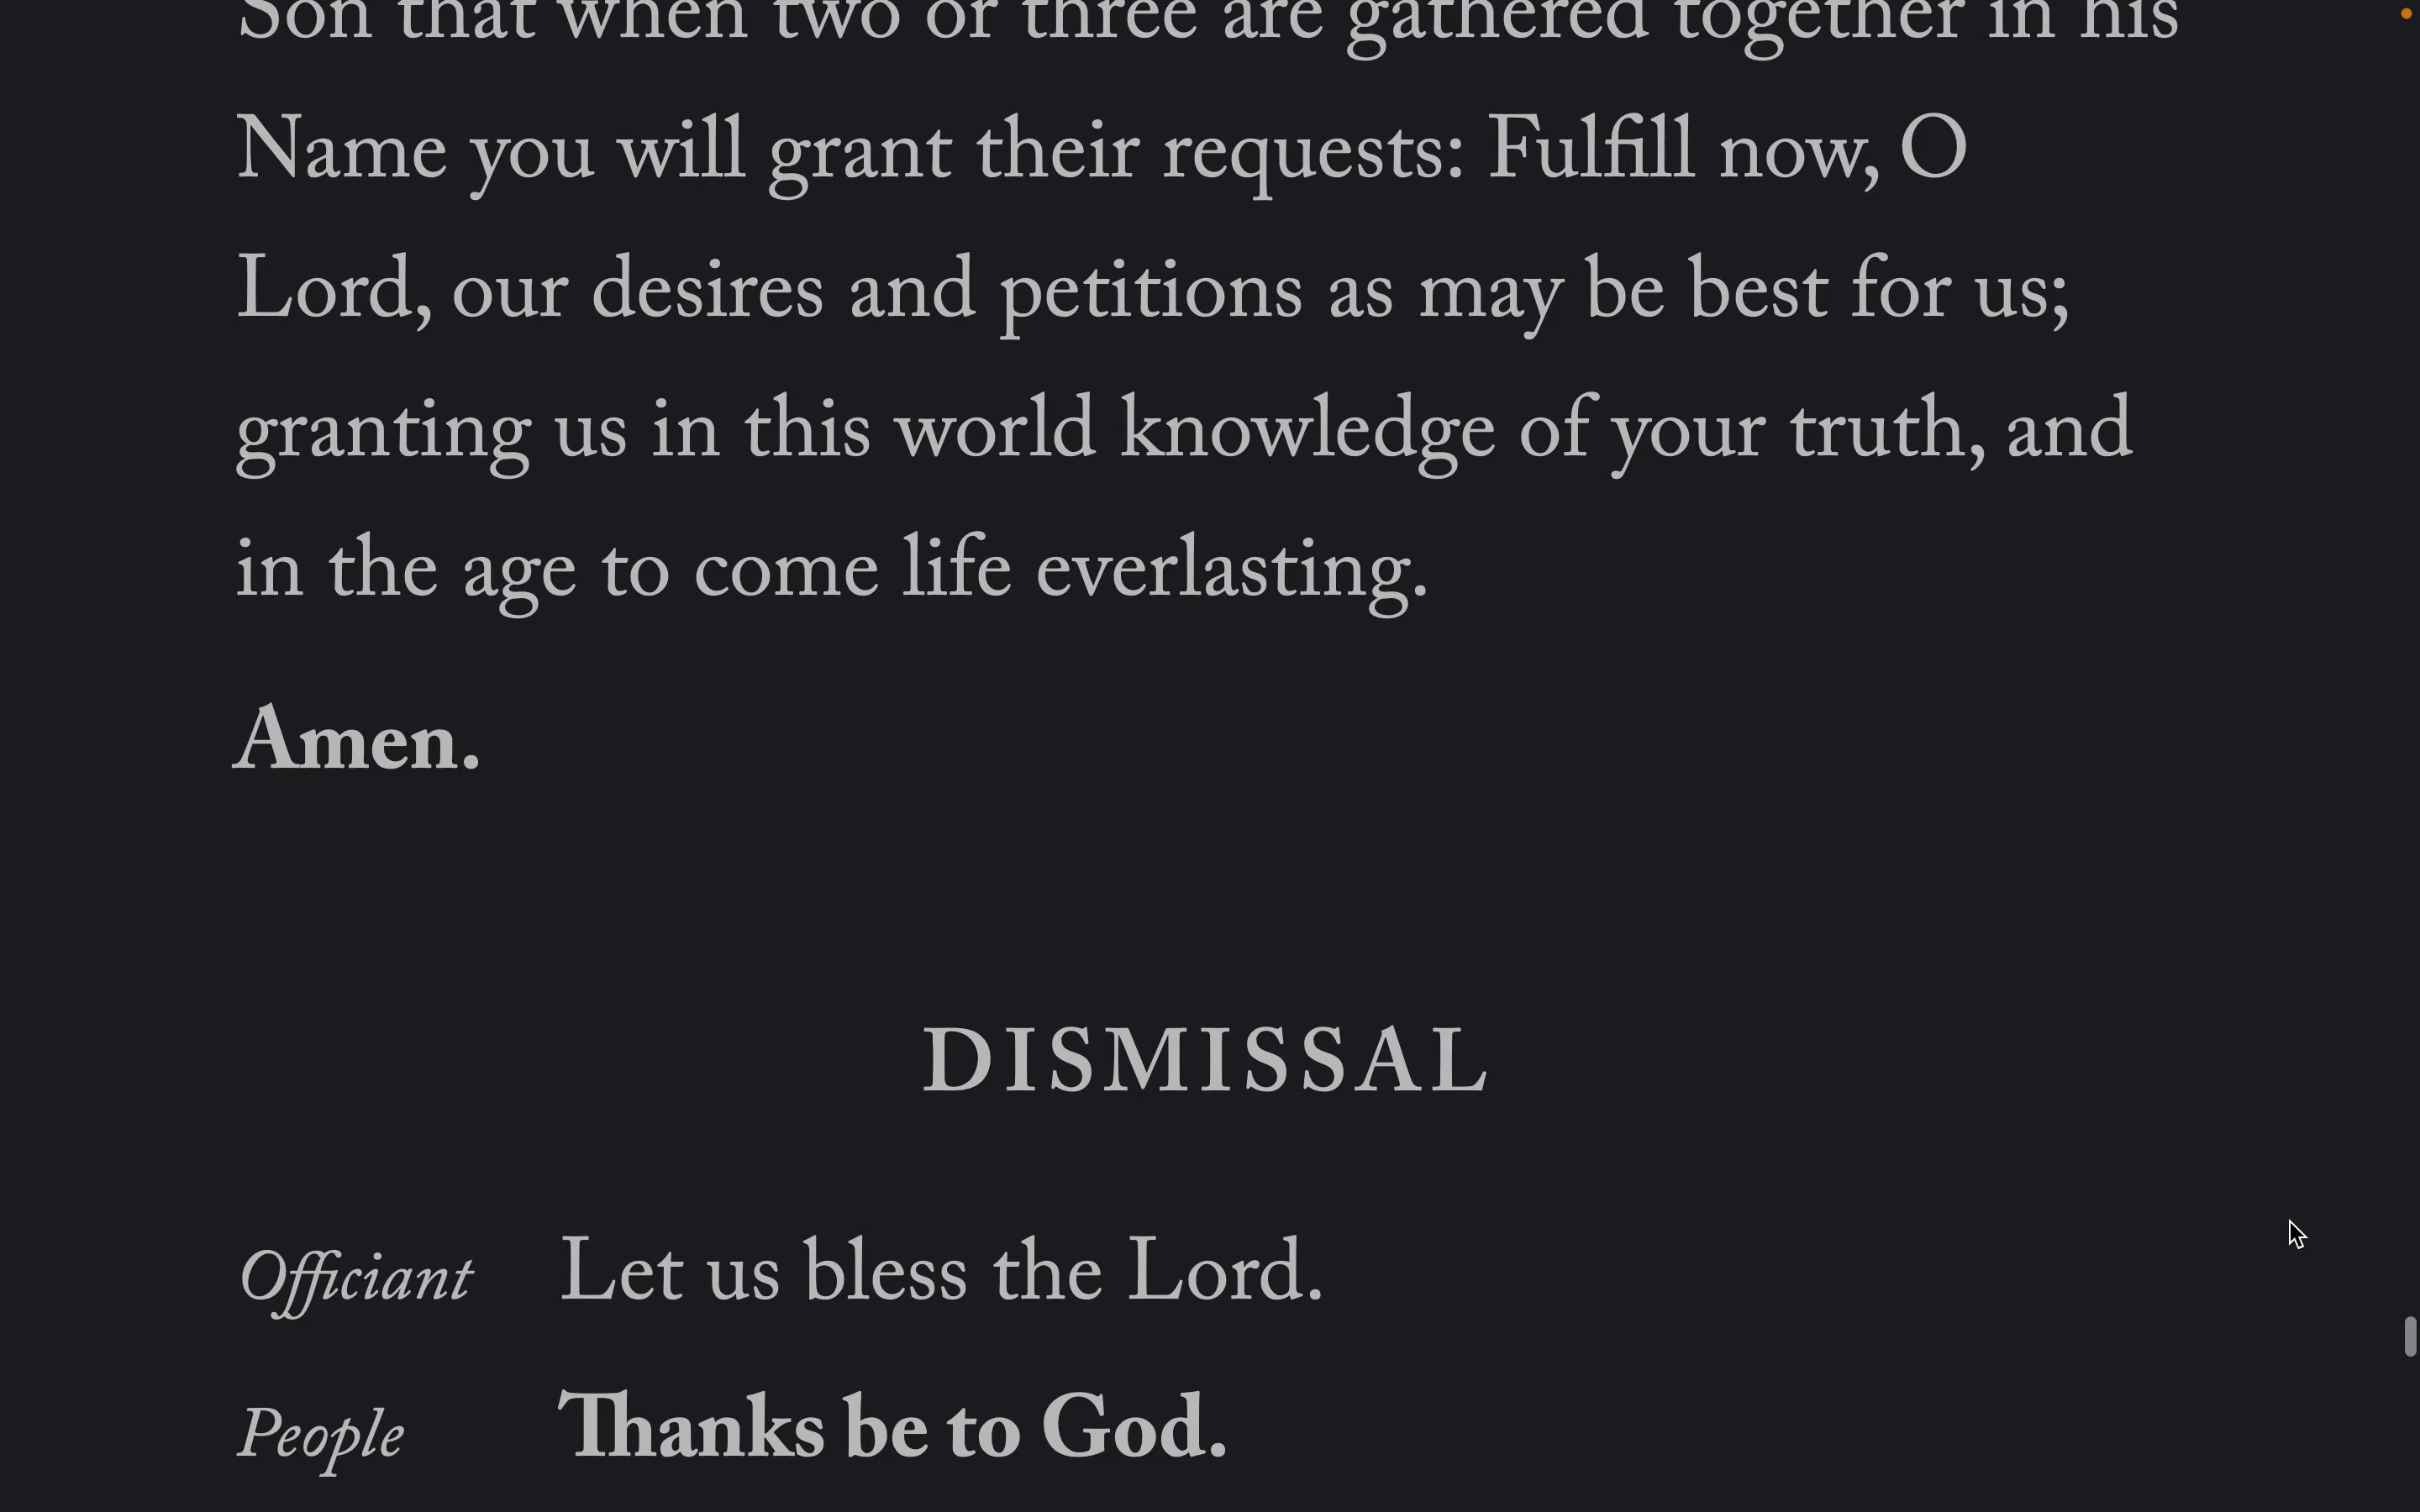 Son that when two or three are gathered together in his
Name you will grant their requests: Fulfill now, O
Lord, our desires and petitions as may be best for us;
granting us in this world knowledge of your truth, and
in the age to come life everlasting.
Amen.
DISMISSAL
Officiant Let us bless the Lord.
People Thanks be to God.